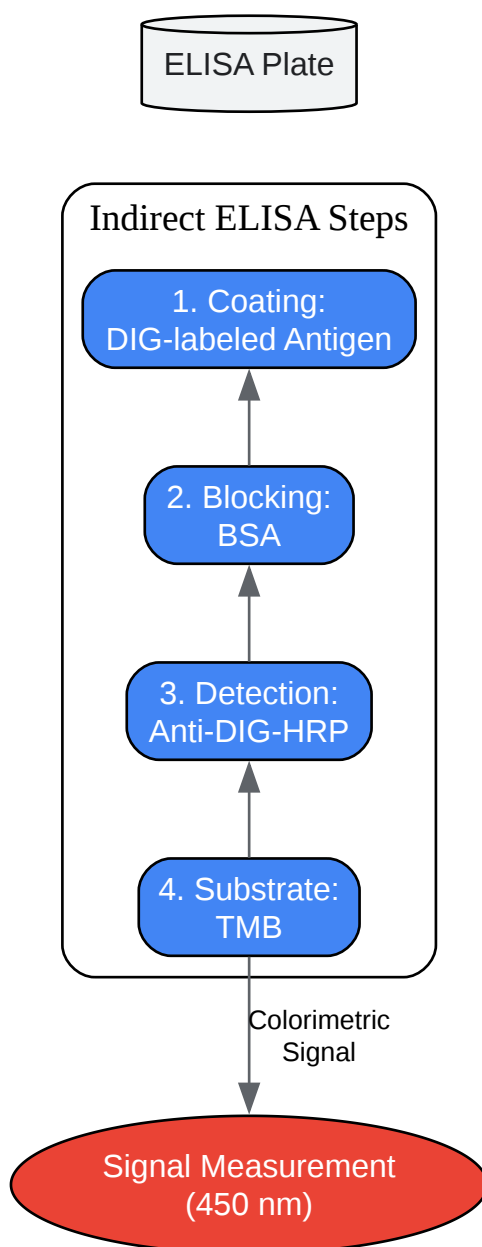 ELISA Plate
Indirect ELISA Steps
1. Coating:
DIG-labeled Antigen
2. Blocking:
BSA
3. Detection:
Anti-DIG-HRP
4. Substrate:
TMB
Colorimetric
Signal
Signal Measurement
(450 nm)